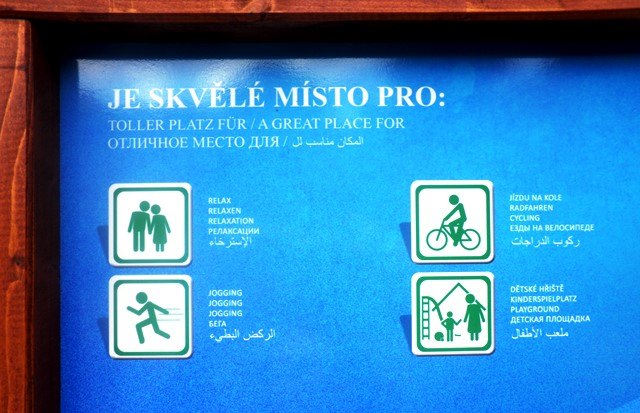 JE SKVĚLÉ MÍSTO PRO:
TOLLER PLATZ FÜR / A GREAT PLACE FOR
ОТЛИЧНОЕ МЕСТО ДЛЯ / المكان مناسب لل
RELAX
RELAXEN
RELAXATION
РЕЛАКСАЦИИ
الإسترخاء
JÍZDU NA KOLE
RADFAHREN
CYCLING
ЕЗДЫ НА ВЕЛОСИПЕДЕ
ركوب الدراجات
JOGGING
JOGGING
JOGGING
БЕГА
الركض البطيء
DĚTSKÉ HŘIŠTĚ
KINDERSPIELPLATZ
PLAYGROUND
ДЕТСКАЯ ПЛОЩАДКА
ملعب الأطفال